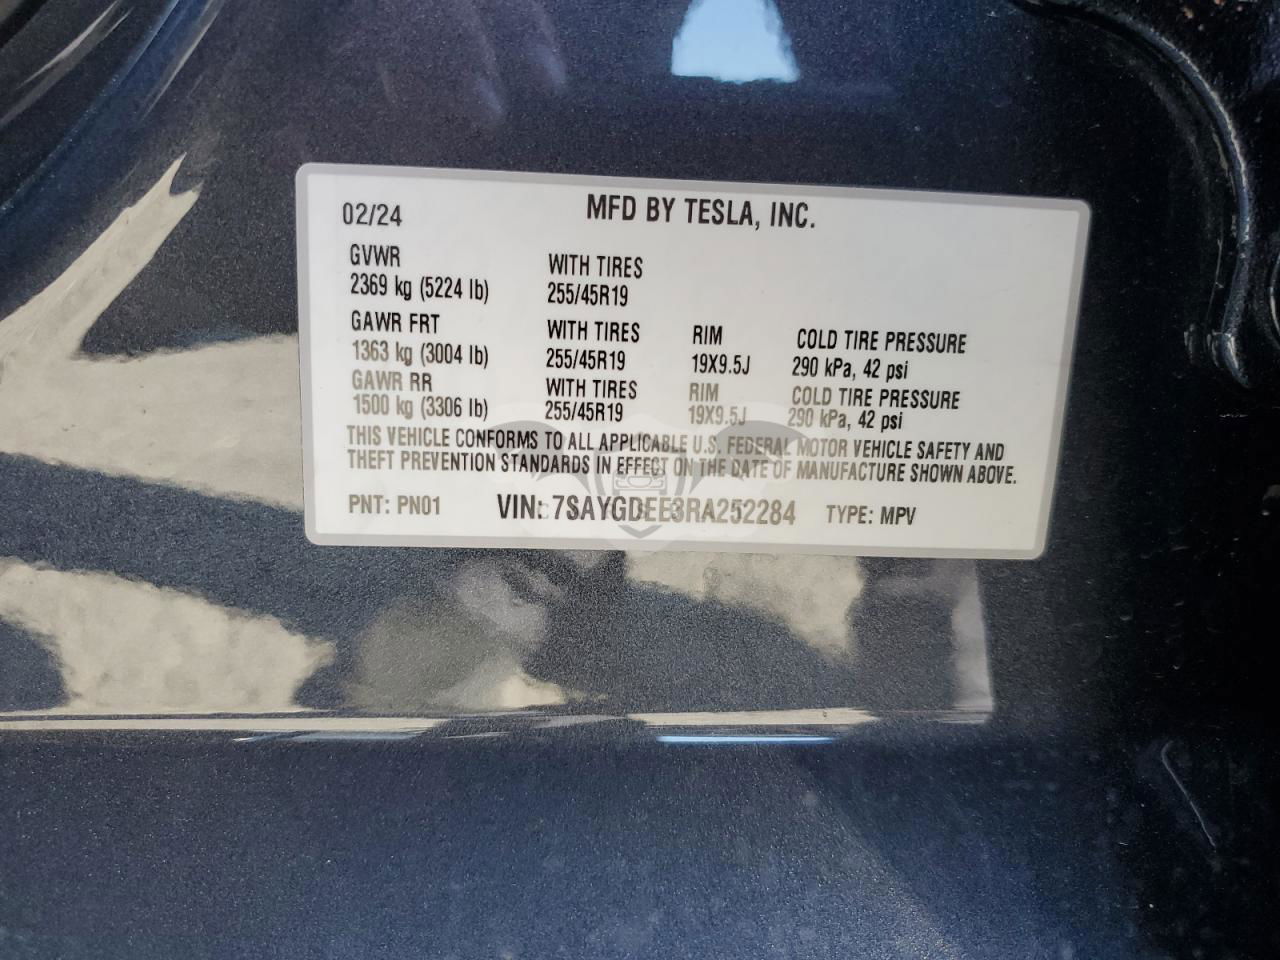 02/24 MFD BY TESLA, INC.
GVWR WITH TIRES
2369 kg (5224 lb) 255/45R19
GAWR FRT WITH TIRES RIM COLD TIRE PRESSURE
1363 kg (3004 lb) 255/45R19 19X9.5J 290 kPa, 42 psi
GAWR RR WITH TIRES RIM COLD TIRE PRESSURE
1500 kg (3306 lb) 255/45R19 19X9.5J 290 kPa, 42 psi
THIS VEHICLE CONFORMS TO ALL APPLICABLE U.S. FEDERAL MOTOR VEHICLE SAFETY AND
THEFT PREVENTION STANDARDS IN EFFECT ON THE DATE OF MANUFACTURE SHOWN ABOVE.
PNT: PN01 VIN: 7SAYGDEE3RA252284 TYPE: MPV